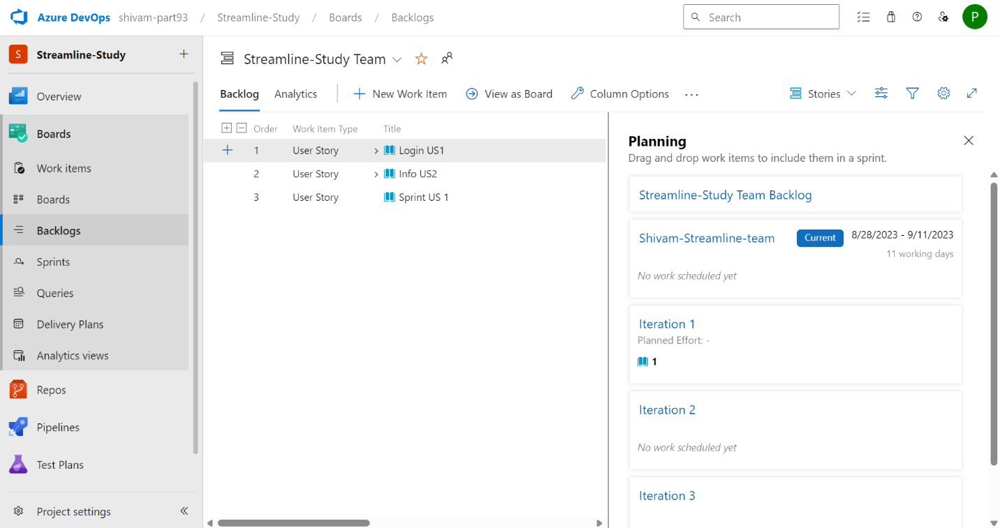 Azure DevOps shivam-part93 / Streamline-Study / Boards / Backlogs
Search
P
S Streamline-Study
Overview
Boards
Work items
Boards
Backlogs
Sprints
Queries
Delivery Plans
Analytics views
Repos
Pipelines
Test Plans
Project settings
Streamline-Study Team
Backlog Analytics New Work Item View as Board Column Options ... Stories
Order Work Item Type Title
1 User Story Login US1
2 User Story Info US2
3 User Story Sprint US 1
Planning
Drag and drop work items to include them in a sprint.
Streamline-Study Team Backlog
Shivam-Streamline-team Current 8/28/2023 - 9/11/2023
11 working days
No work scheduled yet
Iteration 1
Planned Effort: -
1
Iteration 2
No work scheduled yet
Iteration 3